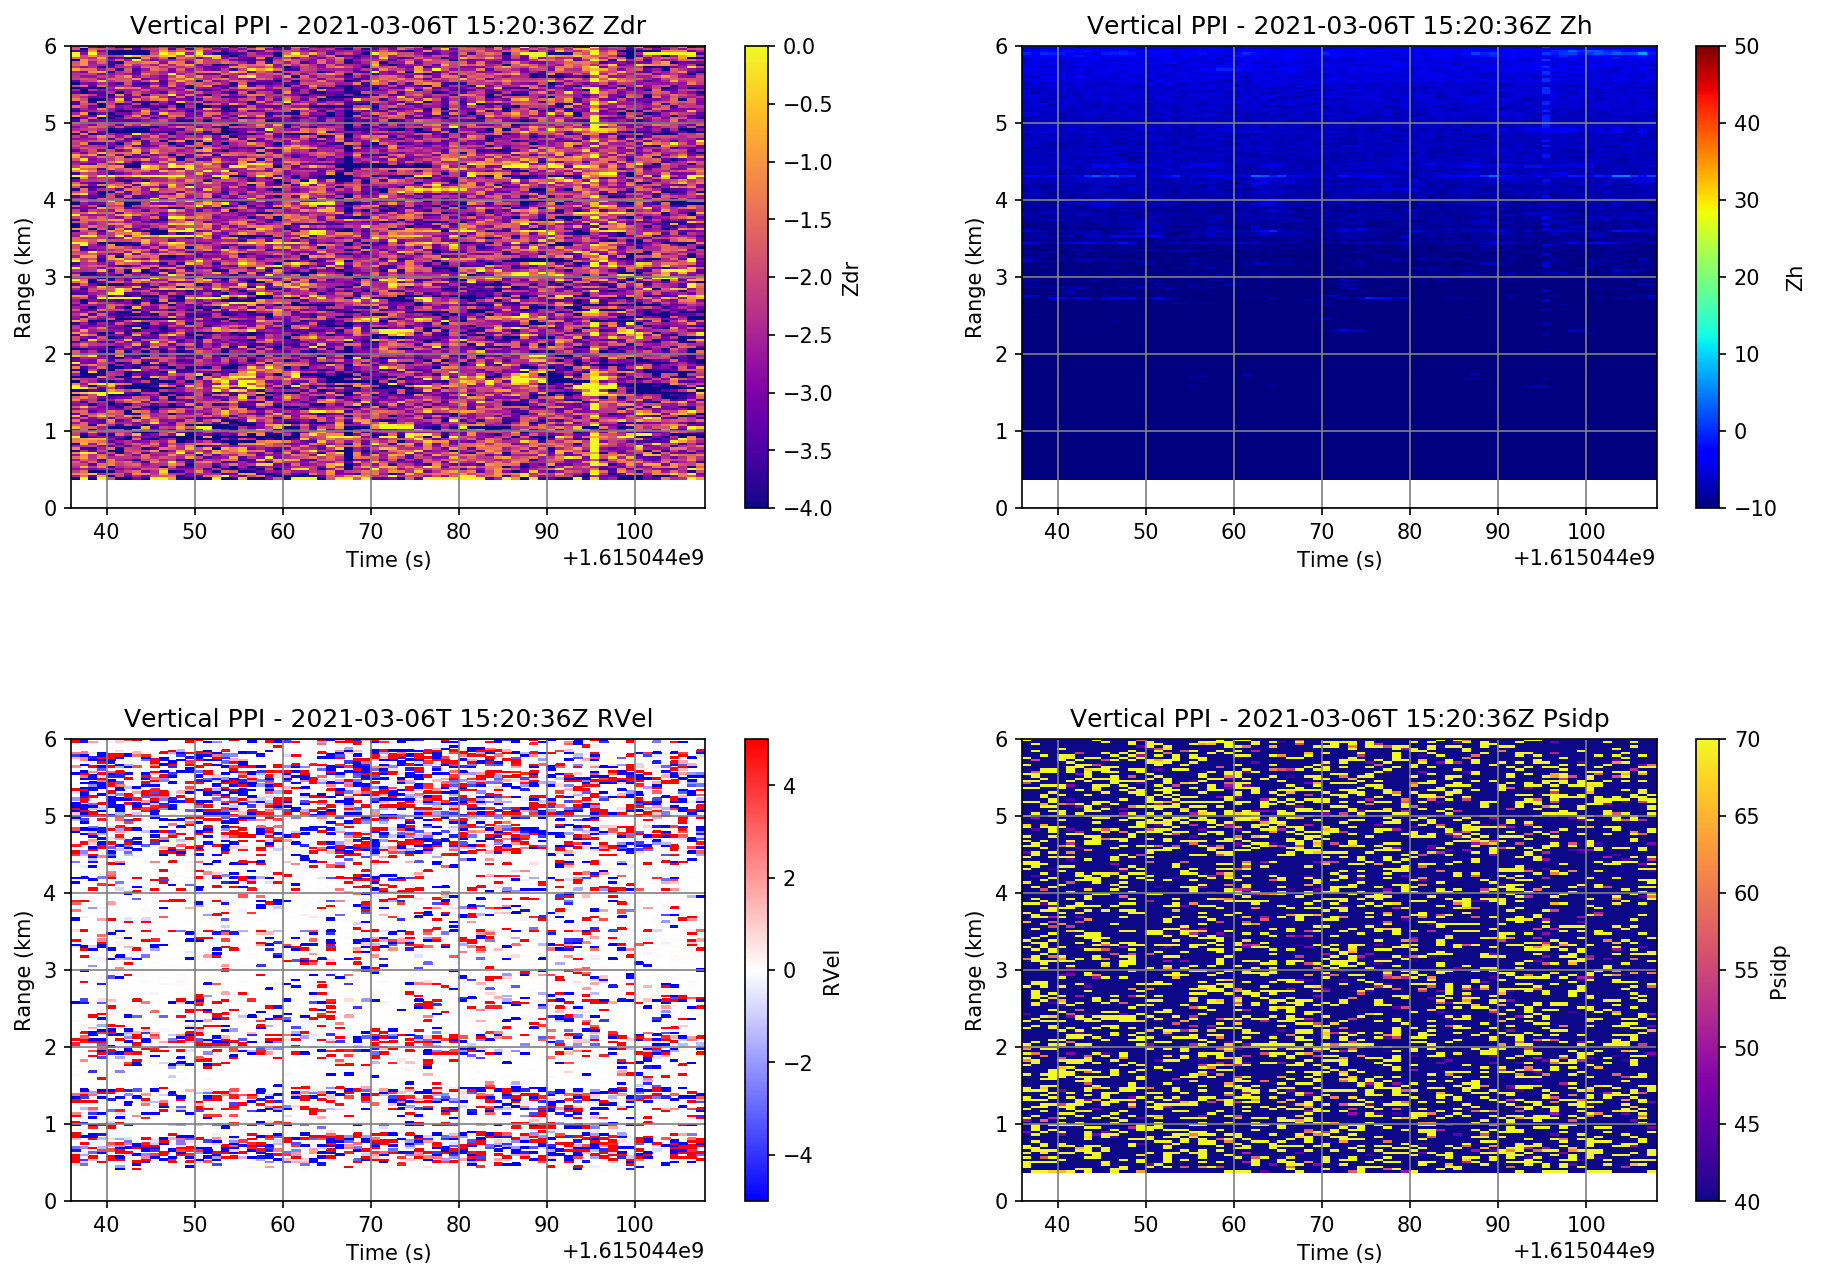 Vertical PPI - 2021-03-06T 15:20:36Z Zdr
6
5
4
3
2
1
0
Range (km)
40 50 60 70 80 90 100
Time (s)
+1.615044e9
0.0
−0.5
−1.0
−1.5
−2.0
−2.5
−3.0
−3.5
−4.0
Zdr
Vertical PPI - 2021-03-06T 15:20:36Z Zh
6
5
4
3
2
1
0
Range (km)
40 50 60 70 80 90 100
Time (s)
+1.615044e9
50
40
30
20
10
0
−10
Zh
Vertical PPI - 2021-03-06T 15:20:36Z RVel
6
5
4
3
2
1
0
Range (km)
40 50 60 70 80 90 100
Time (s)
+1.615044e9
4
2
0
−2
−4
RVel
Vertical PPI - 2021-03-06T 15:20:36Z Psidp
6
5
4
3
2
1
0
Range (km)
40 50 60 70 80 90 100
Time (s)
+1.615044e9
70
65
60
55
50
45
40
Psidp